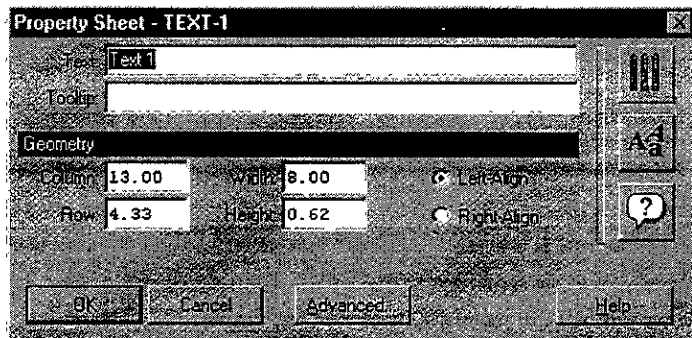 Property Sheet - TEXT-1
Text: Text 1
Tooltip:
Geometry
Column: 13.00 Width: 8.00 Left-Align
Row: 4.33 Height: 0.62 Right-Align
Aa
?
OK Cancel Advanced... Help